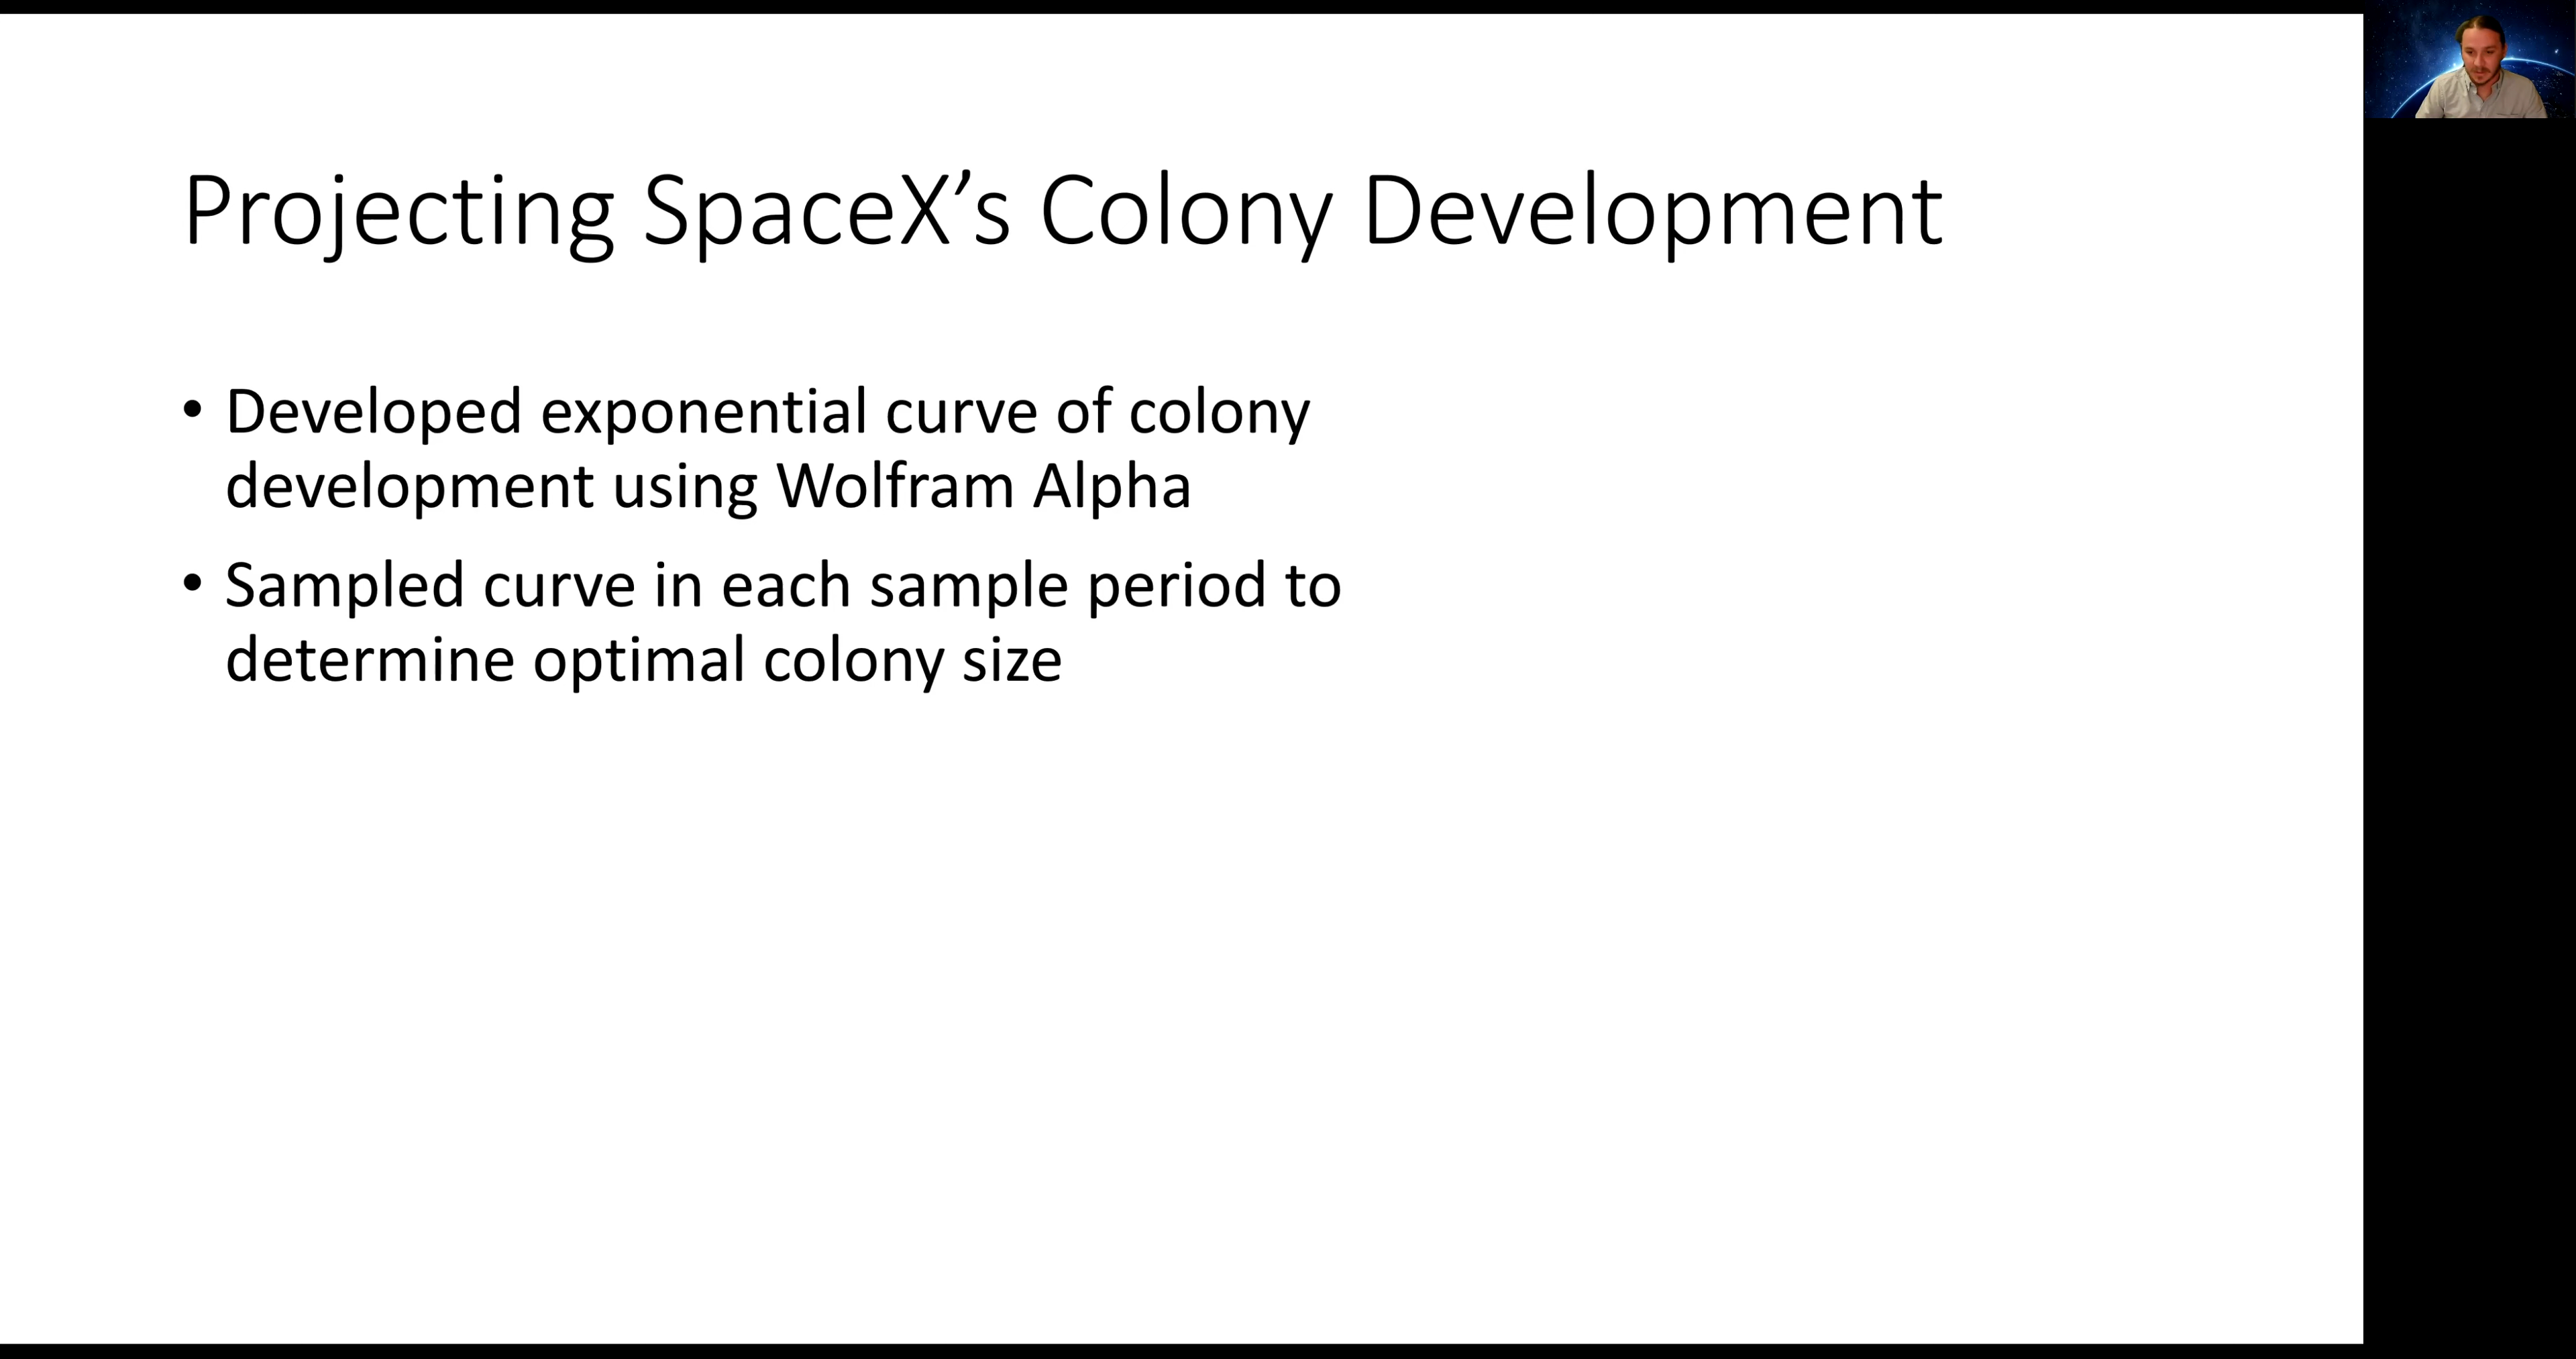 Projecting SpaceX’s Colony Development
• Developed exponential curve of colony
development using Wolfram Alpha
• Sampled curve in each sample period to
determine optimal colony size